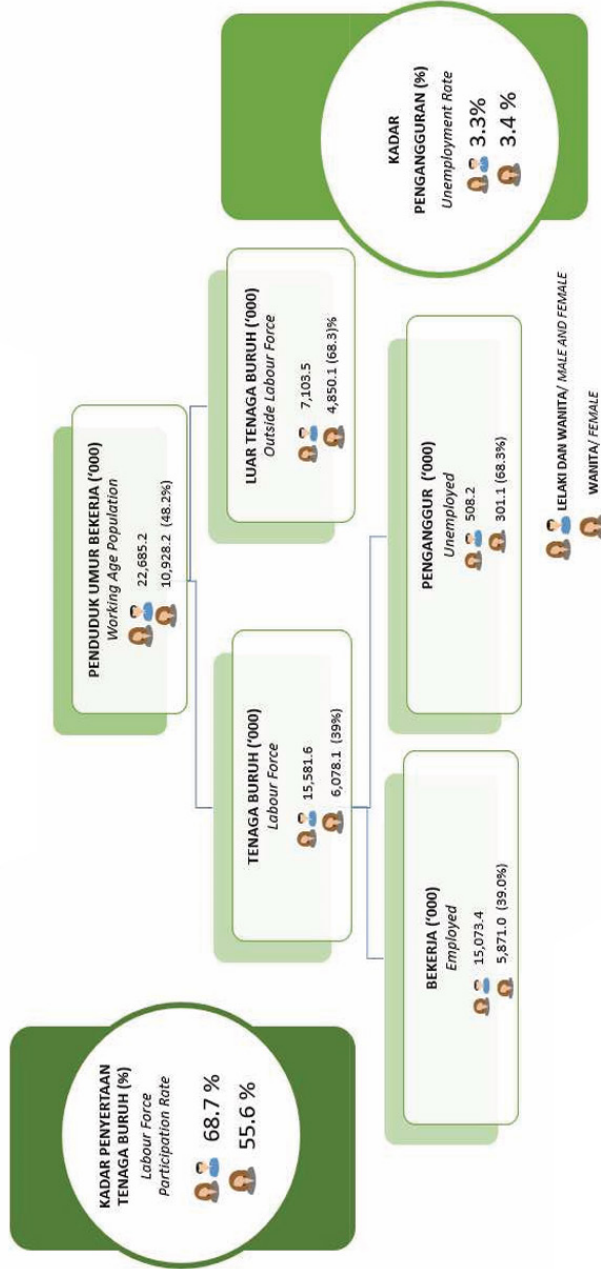 KADAR PENYERTAAN
TENAGA BURUH (%)
Labour Force
Participation Rate
68.7 %
55.6 %
PENDUDUK UMUR BEKERJA ('000)
Working Age Population
22,685.2
10,928.2 (48.2%)
TENAGA BURUH ('000)
Labour Force
15,581.6
6,078.1 (39%)
LUAR TENAGA BURUH ('000)
Outside Labour Force
7,103.5
4,850.1 (68.3)%
BEKERJA ('000)
Employed
15,073.4
5,871.0 (39.0%)
PENGANGGUR ('000)
Unemployed
508.2
301.1 (68.3%)
KADAR
PENGANGGURAN (%)
Unemployment Rate
3.3%
3.4 %
LELAKI DAN WANITA/ MALE AND FEMALE
WANITA/ FEMALE